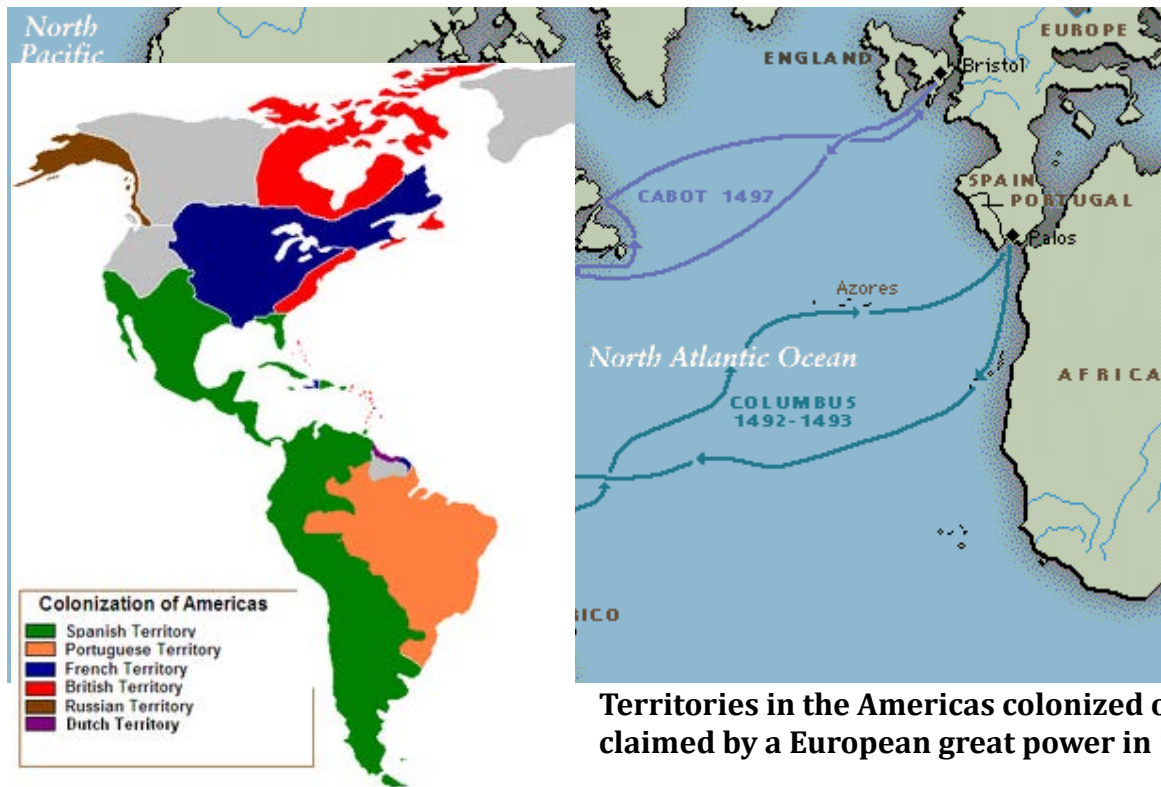 North
Pacific
ENGLAND
EUROPE
Bristol
CABOT 1497
SPAIN
PORTUGAL
Palos
Azores
North Atlantic Ocean
AFRICA
COLUMBUS
1492-1493
Colonization of Americas
Spanish Territory
Portuguese Territory
French Territory
British Territory
Russian Territory
Dutch Territory
Territories in the Americas colonized
claimed by a European great power in